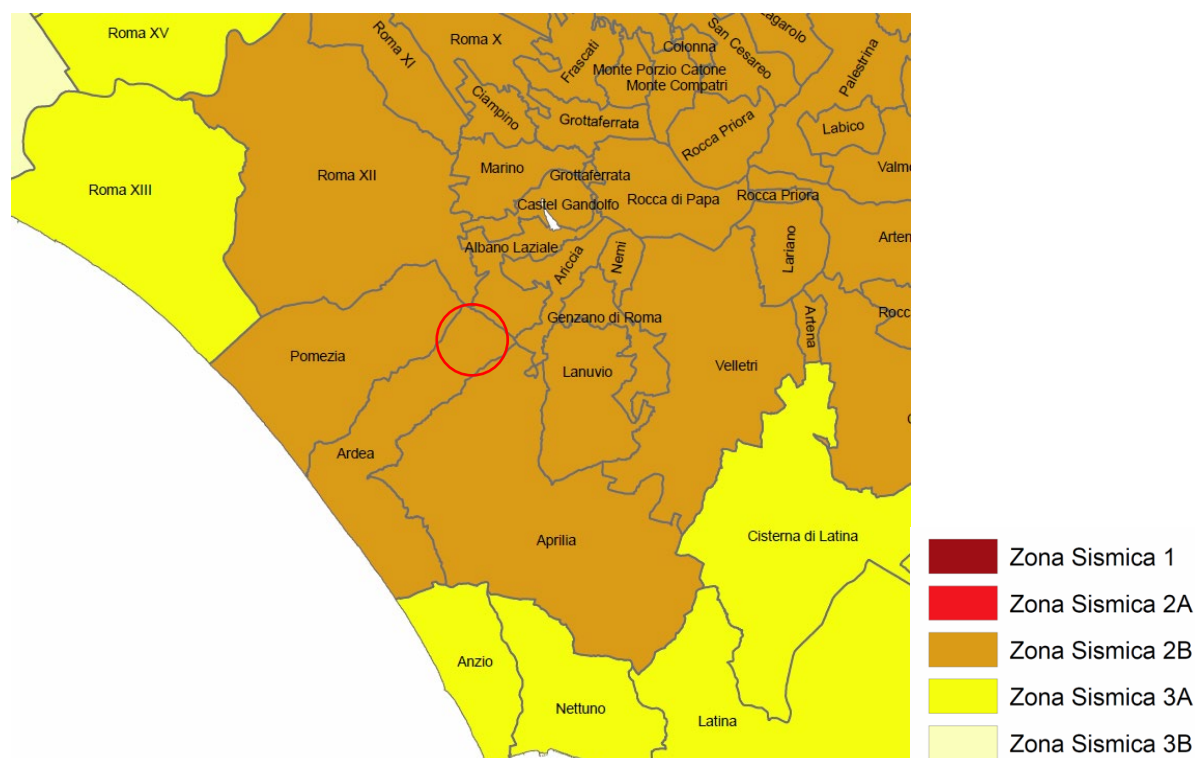 Roma XV
Roma XI
Roma X
Frascati
Colonna
San Cesareo
agarolo
Palestrina
Monte Porzio Catone
Monte Compatri
Ciampino
Grottaferrata
Rocca Priora
Labico
Roma XIII
Roma XII
Marino
Grottaferrata
Valm
Castel Gandolfo
Rocca di Papa
Rocca Priora
Albano Laziale
Ariccia
Nemi
Lariano
Genzano di Roma
Artena
Rocc
Pomezia
Lanuvio
Velletri
Ardea
Aprilia
Cisterna di Latina
Anzio
Nettuno
Latina
Zona Sismica 1
Zona Sismica 2A
Zona Sismica 2B
Zona Sismica 3A
Zona Sismica 3B